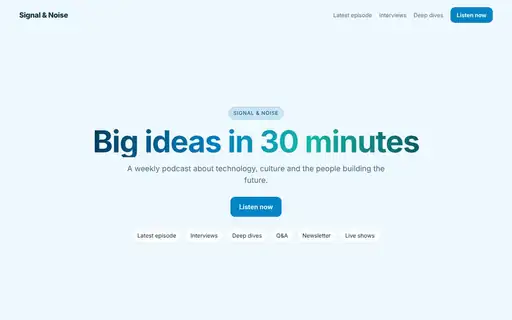 Signal & Noise
Latest episode Interviews Deep dives Listen now
SIGNAL & NOISE
Big ideas in 30 minutes
A weekly podcast about technology, culture and the people building the
future.
Listen now
Latest episode Interviews Deep dives Q&A Newsletter Live shows